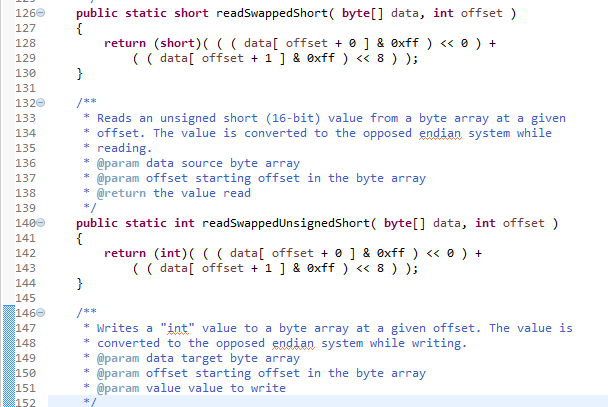 126 public static short readSwappedShort( byte[] data, int offset )
127 {
128 return (short)( ( ( data[ offset + 0 ] & 0xff ) << 0 ) +
129 ( ( data[ offset + 1 ] & 0xff ) << 8 ) );
130 }
131
132 /**
133 * Reads an unsigned short (16-bit) value from a byte array at a given
134 * offset. The value is converted to the opposed endian system while
135 * reading.
136 * @param data source byte array
137 * @param offset starting offset in the byte array
138 * @return the value read
139 */
140 public static int readSwappedUnsignedShort( byte[] data, int offset )
141 {
142 return (int)( ( ( data[ offset + 0 ] & 0xff ) << 0 ) +
143 ( ( data[ offset + 1 ] & 0xff ) << 8 ) );
144 }
145
146 /**
147 * Writes a "int" value to a byte array at a given offset. The value is
148 * converted to the opposed endian system while writing.
149 * @param data target byte array
150 * @param offset starting offset in the byte array
151 * @param value value to write
152 */